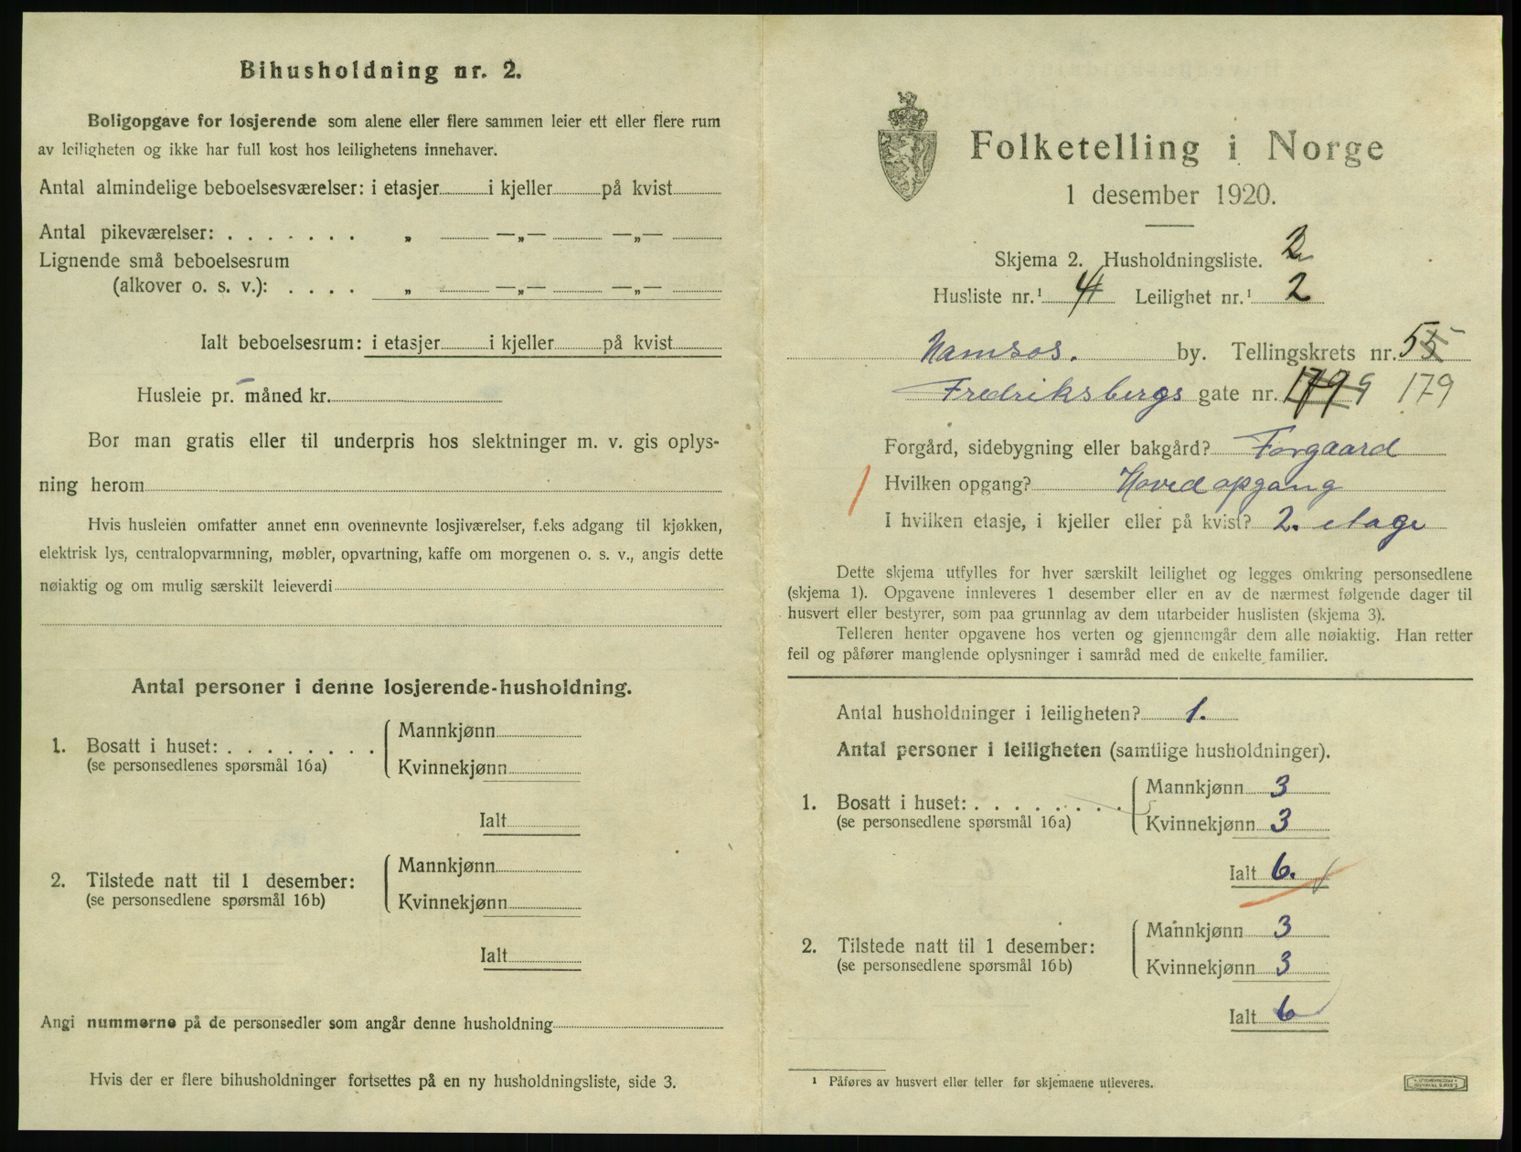 Bihusholdning nr. 2.
Boligopgave for losjerende som alene eller flere sammen leier ett eller flere rum
av leiligheten og ikke har full kost hos leilighetens innehaver.
Antal almindelige beboelsesværelser: i etasjer i kjeller på kvist
Antal pikeværelser: . . . . . . . „ —„— —„—
Lignende små beboelsesrum
(alkover o. s. v.): . . . . „ —„— —„—
Ialt beboelsesrum: i etasjer i kjeller på kvist
Husleie pr. måned kr.
Bor man gratis eller til underpris hos slektninger m. v. gis oplys-
ning herom
Hvis husleien omfatter annet enn ovennevnte losjiværelser, f.eks adgang til kjøkken,
elektrisk lys, centralopvarmning, møbler, opvartning, kaffe om morgenen o. s. v., angis dette
nøiaktig og om mulig særskilt leieverdi
Antal personer i denne losjerende-husholdning.
1. Bosatt i huset: . . . . . . . .
(se personsedlenes spørsmål 16a)
Mannkjønn
Kvinnekjønn
Ialt
2. Tilstede natt til 1 desember:
(se personsedlene spørsmål 16b)
Mannkjønn
Kvinnekjønn
Ialt
Angi nummerne på de personsedler som angår denne husholdning
Hvis der er flere bihusholdninger fortsettes på en ny husholdningsliste, side 3.
Folketelling i Norge
1 desember 1920.
Skjema 2. Husholdningsliste. 2
Husliste nr.¹ 4 Leilighet nr.¹ 2
Namsos. by. Tellingskrets nr. 5
Fredriksbergs gate nr. 179
Forgård, sidebygning eller bakgård? Forgaard
Hvilken opgang? Hovedopgang
I hvilken etasje, i kjeller eller på kvist? 2. etage
Dette skjema utfylles for hver særskilt leilighet og legges omkring personsedlene
(skjema 1). Opgavene innleveres 1 desember eller en av de nærmest følgende dager til
husvert eller bestyrer, som paa grunnlag av dem utarbeider huslisten (skjema 3).
Telleren henter opgavene hos verten og gjennemgår dem alle nøiaktig. Han retter
feil og påfører manglende oplysninger i samråd med de enkelte familier.
Antal husholdninger i leiligheten? 1.
Antal personer i leiligheten (samtlige husholdninger).
1. Bosatt i huset: . . . . . . . .
(se personsedlene spørsmål 16a)
Mannkjønn 3
Kvinnekjønn 3
Ialt 6.
2. Tilstede natt til 1 desember:
(se personsedlene spørsmål 16b)
Mannkjønn 3
Kvinnekjønn 3
Ialt 6
¹ Påføres av husvert eller teller før skjemaene utleveres.